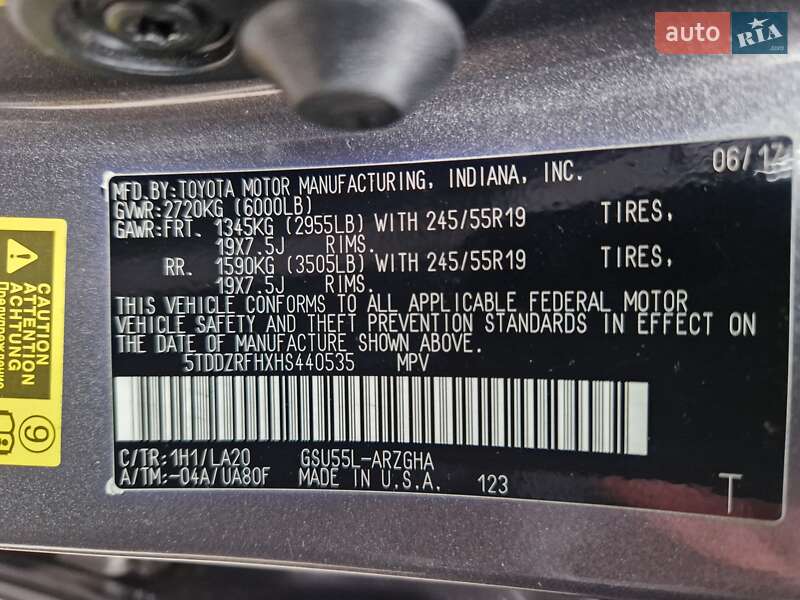 auto RIA.com
06/17
MFD.BY:TOYOTA MOTOR MANUFACTURING, INDIANA, INC.
GVWR:2720KG (6000LB)
GAWR:FRT. 1345KG (2955LB) WITH 245/55R19 TIRES,
19X7.5J RIMS.
RR. 1590KG (3505LB) WITH 245/55R19 TIRES,
19X7.5J RIMS.
THIS VEHICLE CONFORMS TO ALL APPLICABLE FEDERAL MOTOR
VEHICLE SAFETY AND THEFT PREVENTION STANDARDS IN EFFECT ON
THE DATE OF MANUFACTURE SHOWN ABOVE.
5TDDZRFHXHS440535 MPV
C/TR:1H1/LA20 GSU55L-ARZGHA
A/TM:-04A/UA80F MADE IN U.S.A. 123 T
CAUTION
ATTENTION
9